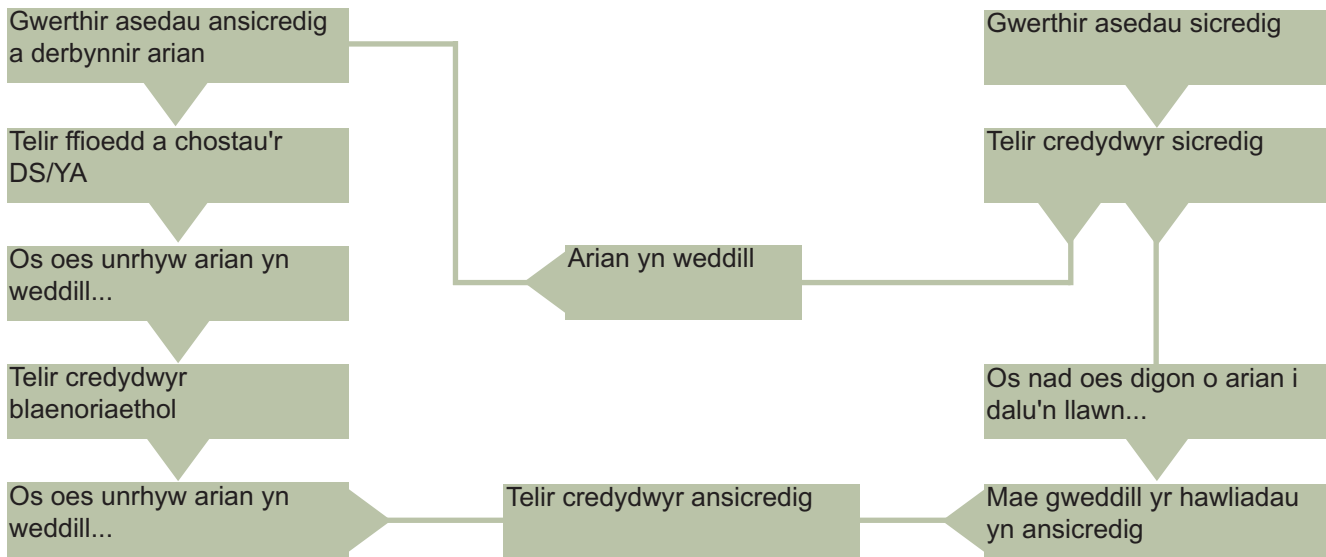 Gwerthir asedau ansicredig
a derbynnir arian
Telir ffioedd a chostau'r
DS/YA
Os oes unrhyw arian yn
weddill...
Telir credydwyr
blaenoriaethol
Os oes unrhyw arian yn
weddill...
Arian yn weddill
Telir credydwyr ansicredig
Gwerthir asedau sicredig
Telir credydwyr sicredig
Os nad oes digon o arian i
dalu'n llawn...
Mae gweddill yr hawliadau
yn ansicredig